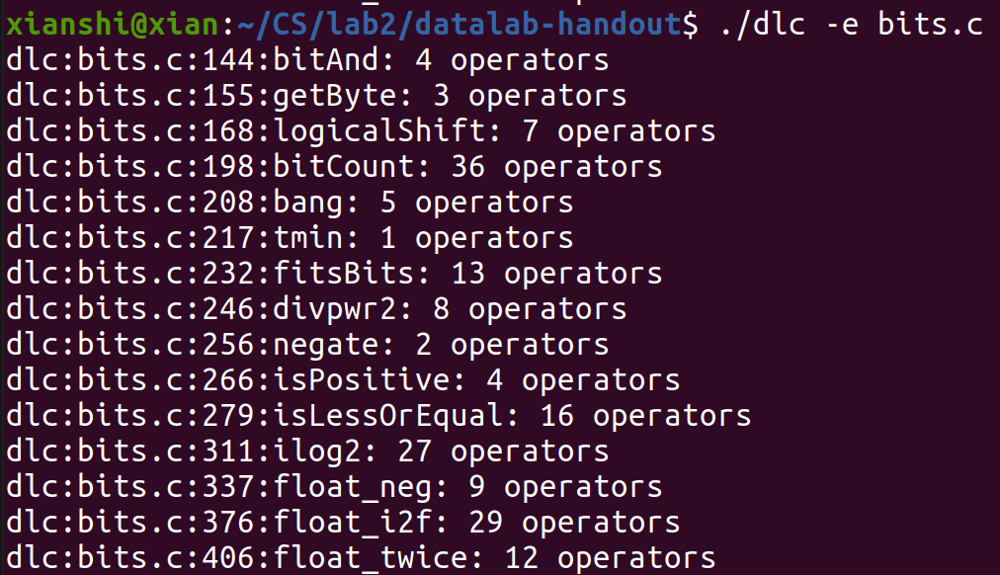 xianshi@xian:~/CS/lab2/datalab-handout$ ./dlc -e bits.c
dlc:bits.c:144:bitAnd: 4 operators
dlc:bits.c:155:getByte: 3 operators
dlc:bits.c:168:logicalShift: 7 operators
dlc:bits.c:198:bitCount: 36 operators
dlc:bits.c:208:bang: 5 operators
dlc:bits.c:217:tmin: 1 operators
dlc:bits.c:232:fitsBits: 13 operators
dlc:bits.c:246:divpwr2: 8 operators
dlc:bits.c:256:negate: 2 operators
dlc:bits.c:266:isPositive: 4 operators
dlc:bits.c:279:isLessOrEqual: 16 operators
dlc:bits.c:311:ilog2: 27 operators
dlc:bits.c:337:float_neg: 9 operators
dlc:bits.c:376:float_i2f: 29 operators
dlc:bits.c:406:float_twice: 12 operators